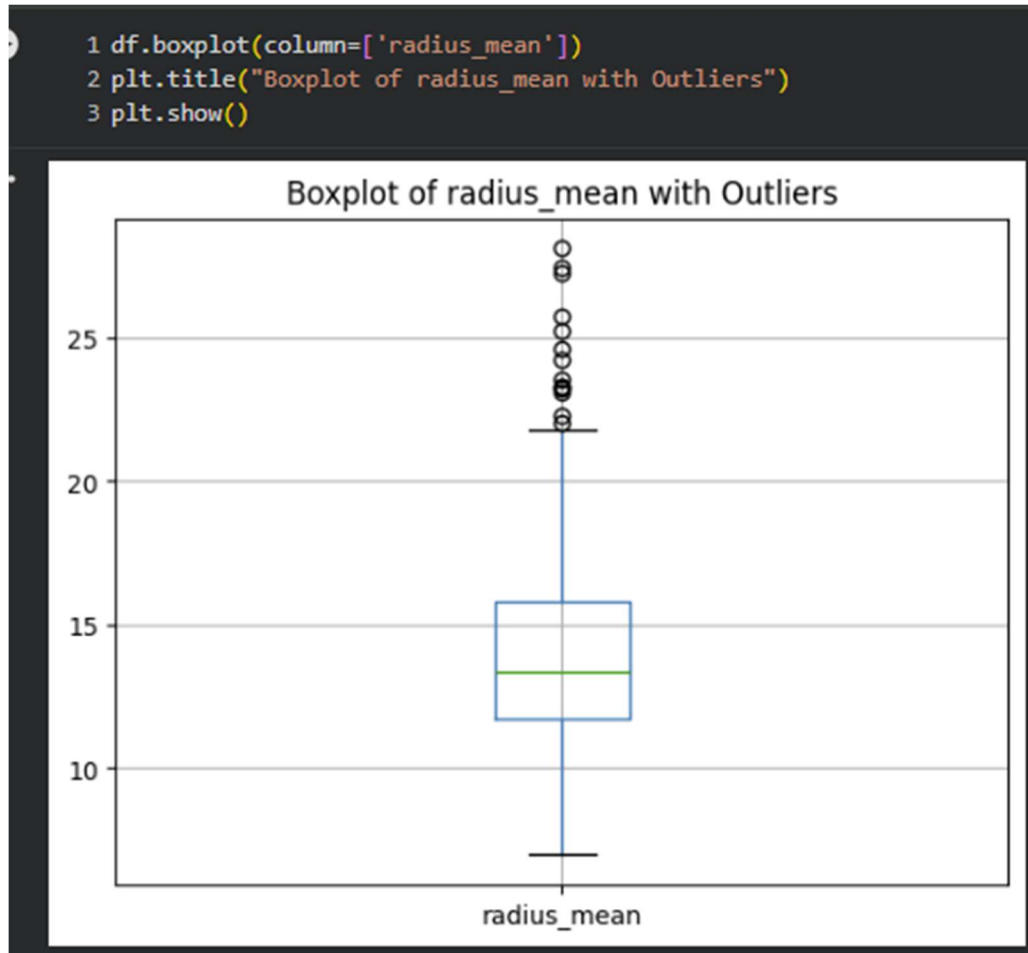 1 df.boxplot(column=['radius_mean'])
2 plt.title("Boxplot of radius_mean with Outliers")
3 plt.show()
Boxplot of radius_mean with Outliers
25
20
15
10
radius_mean